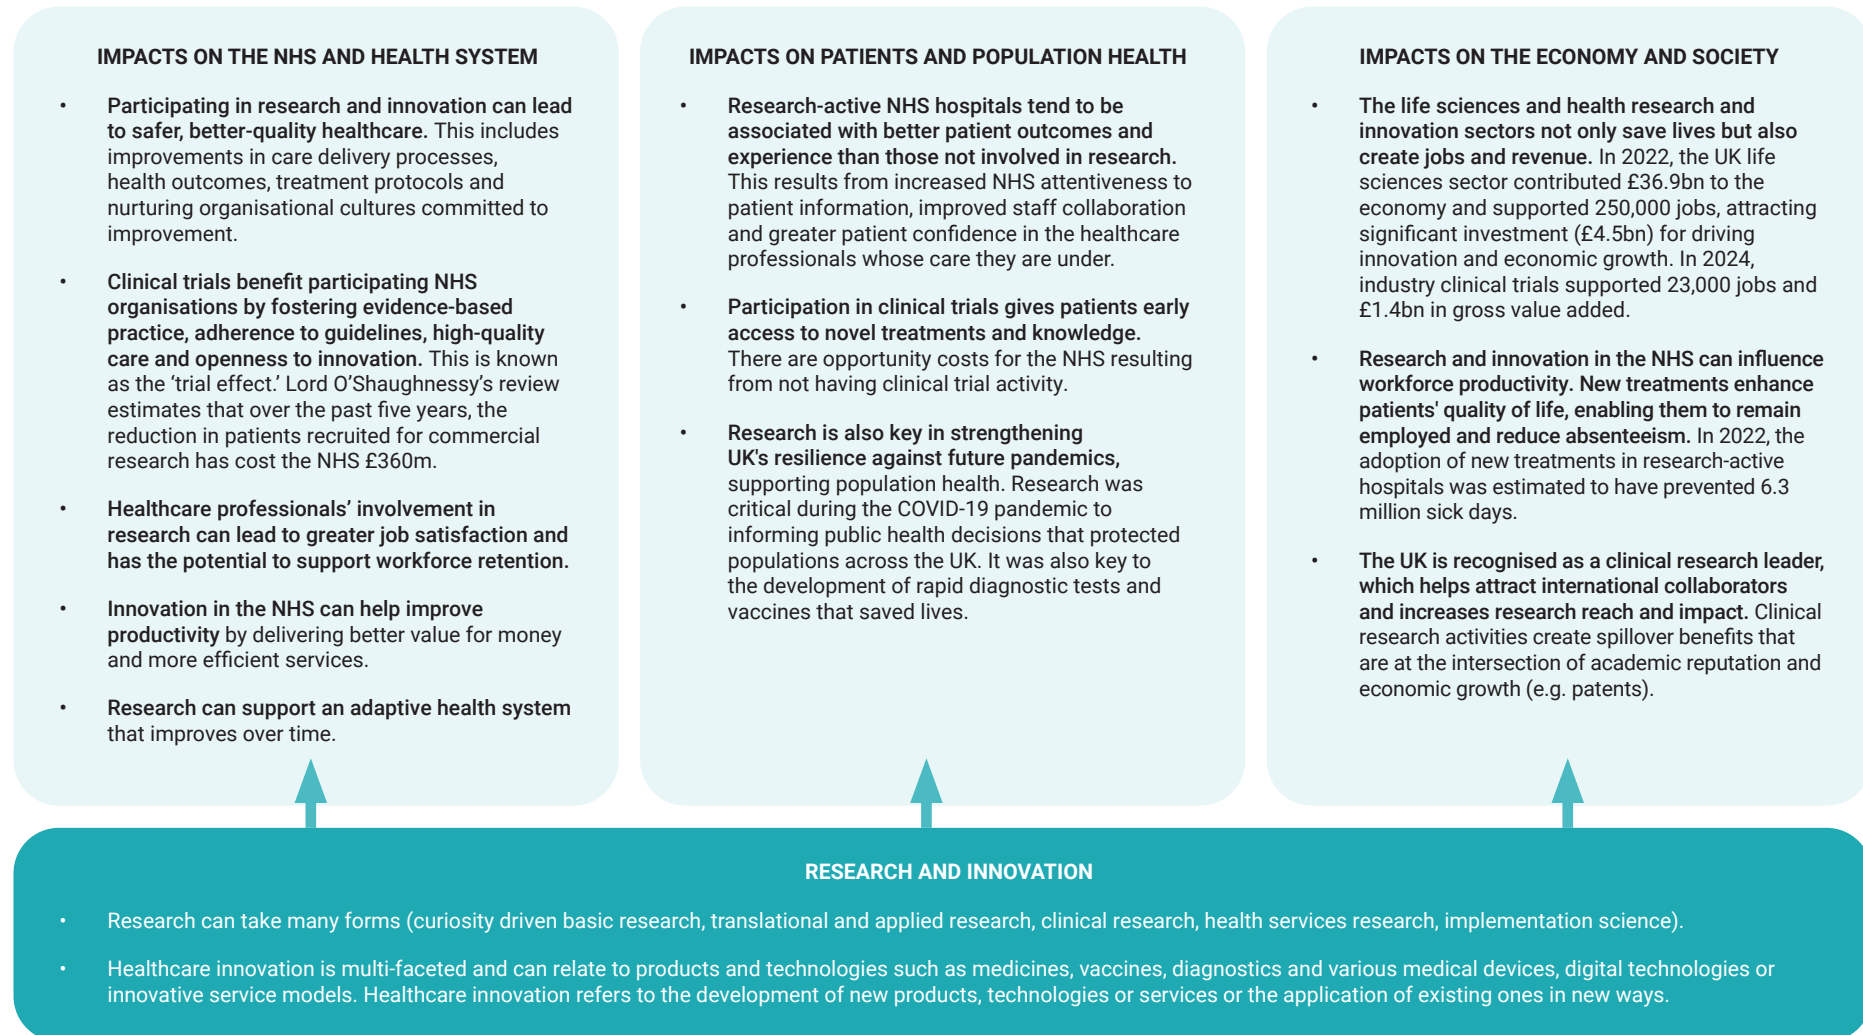 IMPACTS ON THE NHS AND HEALTH SYSTEM
• Participating in research and innovation can lead
to safer, better-quality healthcare. This includes
improvements in care delivery processes,
health outcomes, treatment protocols and
nurturing organisational cultures committed to
improvement.
• Clinical trials benefit participating NHS
organisations by fostering evidence-based
practice, adherence to guidelines, high-quality
care and openness to innovation. This is known
as the ‘trial effect.’ Lord O’Shaughnessy’s review
estimates that over the past five years, the
reduction in patients recruited for commercial
research has cost the NHS £360m.
• Healthcare professionals’ involvement in
research can lead to greater job satisfaction and
has the potential to support workforce retention.
• Innovation in the NHS can help improve
productivity by delivering better value for money
and more efficient services.
• Research can support an adaptive health system
that improves over time.
IMPACTS ON PATIENTS AND POPULATION HEALTH
• Research-active NHS hospitals tend to be
associated with better patient outcomes and
experience than those not involved in research.
This results from increased NHS attentiveness to
patient information, improved staff collaboration
and greater patient confidence in the healthcare
professionals whose care they are under.
• Participation in clinical trials gives patients early
access to novel treatments and knowledge.
There are opportunity costs for the NHS resulting
from not having clinical trial activity.
• Research is also key in strengthening
UK's resilience against future pandemics,
supporting population health. Research was
critical during the COVID-19 pandemic to
informing public health decisions that protected
populations across the UK. It was also key to
the development of rapid diagnostic tests and
vaccines that saved lives.
IMPACTS ON THE ECONOMY AND SOCIETY
• The life sciences and health research and
innovation sectors not only save lives but also
create jobs and revenue. In 2022, the UK life
sciences sector contributed £36.9bn to the
economy and supported 250,000 jobs, attracting
significant investment (£4.5bn) for driving
innovation and economic growth. In 2024,
industry clinical trials supported 23,000 jobs and
£1.4bn in gross value added.
• Research and innovation in the NHS can influence
workforce productivity. New treatments enhance
patients' quality of life, enabling them to remain
employed and reduce absenteeism. In 2022, the
adoption of new treatments in research-active
hospitals was estimated to have prevented 6.3
million sick days.
• The UK is recognised as a clinical research leader,
which helps attract international collaborators
and increases research reach and impact. Clinical
research activities create spillover benefits that
are at the intersection of academic reputation and
economic growth (e.g. patents).
RESEARCH AND INNOVATION
• Research can take many forms (curiosity driven basic research, translational and applied research, clinical research, health services research, implementation science).
• Healthcare innovation is multi-faceted and can relate to products and technologies such as medicines, vaccines, diagnostics and various medical devices, digital technologies or
innovative service models. Healthcare innovation refers to the development of new products, technologies or services or the application of existing ones in new ways.